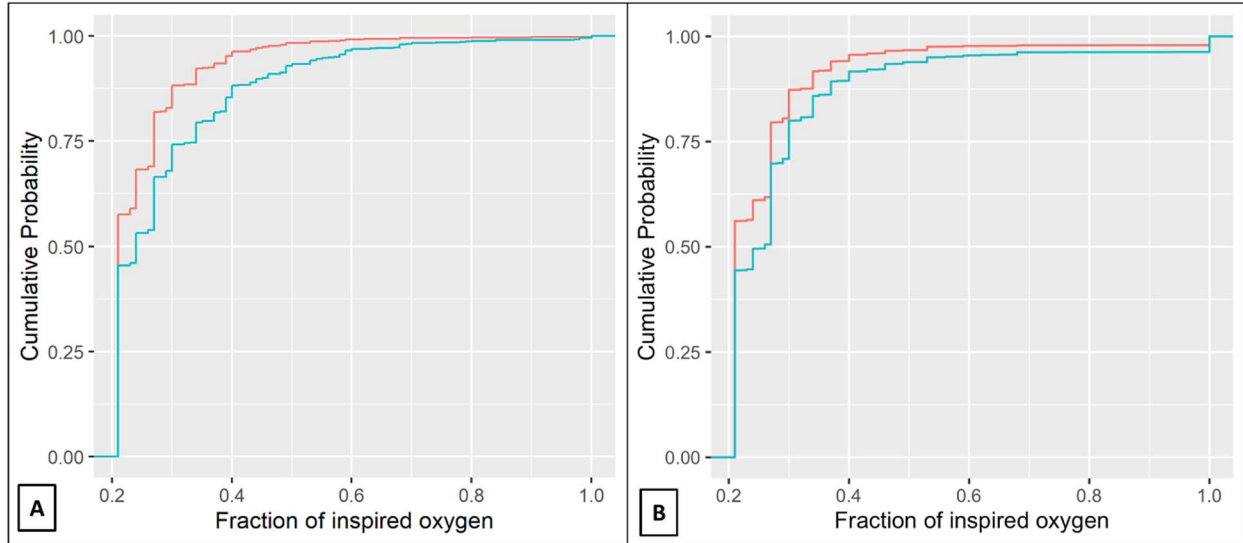 1.00
0.75
0.50
0.25
0.00
Cumulative Probability
0.2 0.4 0.6 0.8 1.0
Fraction of inspired oxygen
A
1.00
0.75
0.50
0.25
0.00
Cumulative Probability
0.2 0.4 0.6 0.8 1.0
Fraction of inspired oxygen
B